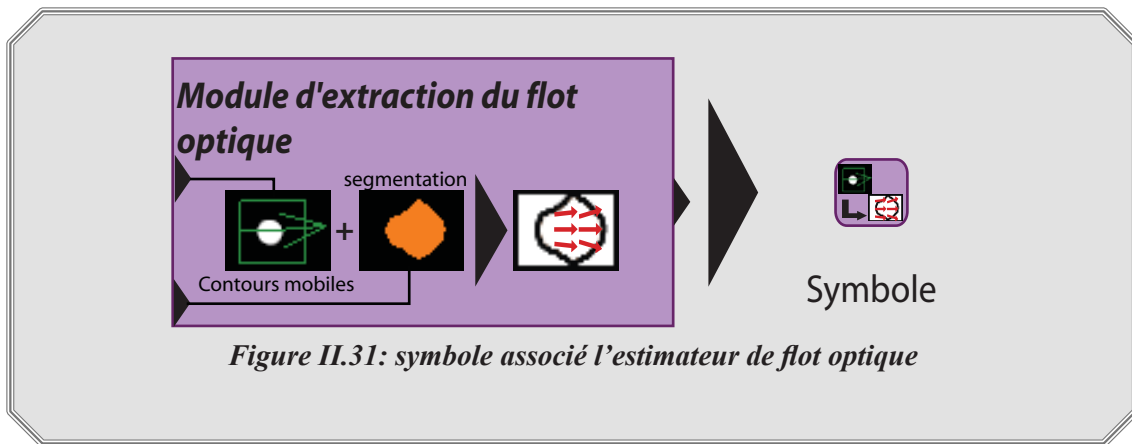 Module d'extraction du flot
optique
segmentation
+
Contours mobiles
Symbole
Figure II.31: symbole associé l’estimateur de flot optique